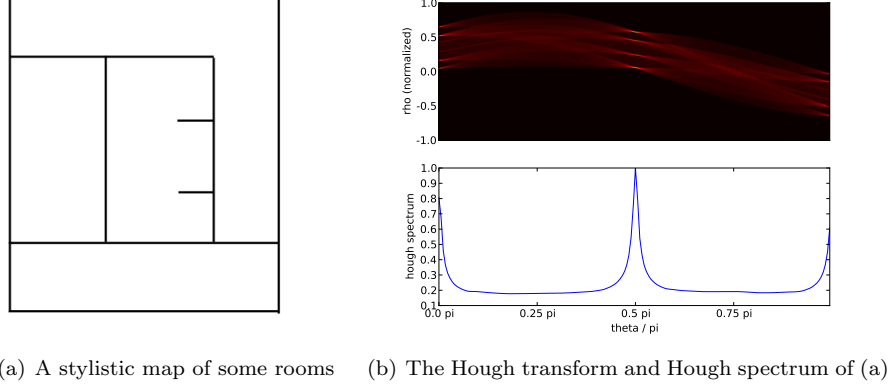 1.0
0.5
0.0
-0.5
-1.0
rho (normalized)
1.0
0.9
0.8
0.7
0.6
0.5
0.4
0.3
0.2
0.1
hough spectrum
0.0 pi 0.25 pi 0.5 pi 0.75 pi
theta / pi
a) A stylistic map of some rooms
(b) The Hough transform and Hough spectrum of (a)